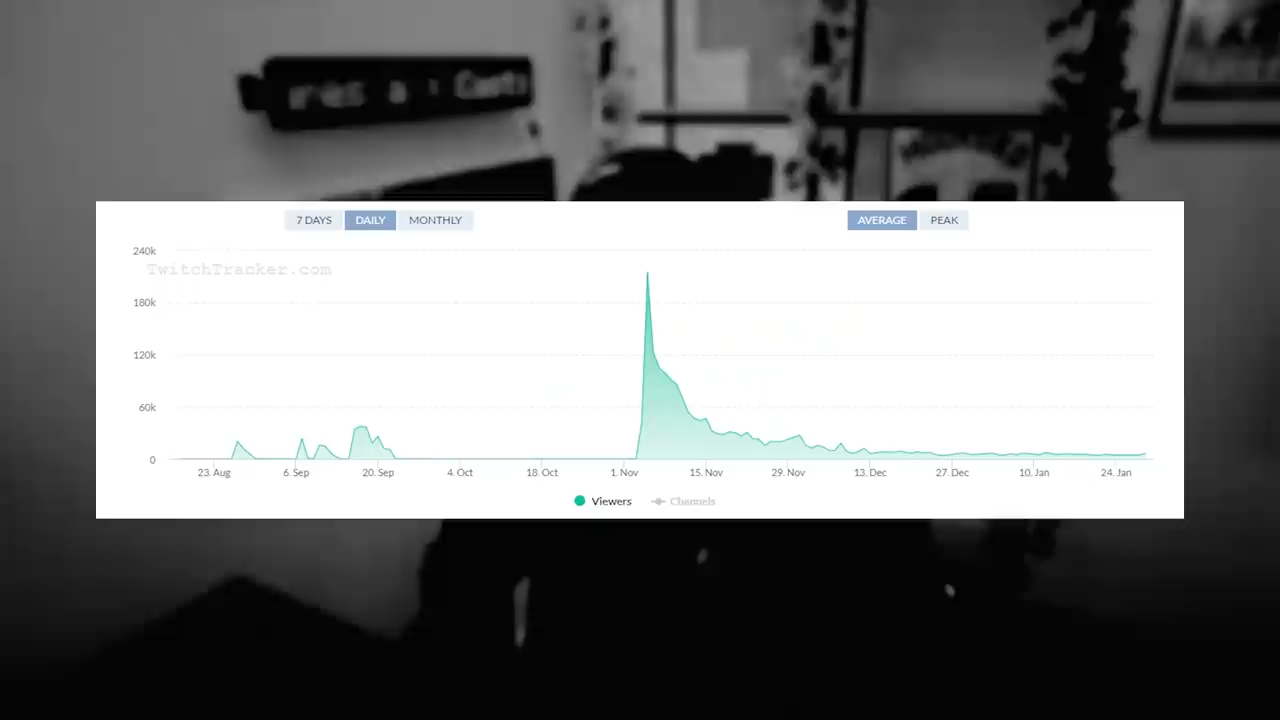 7 DAYS DAILY MONTHLY AVERAGE PEAK
240k
TwitchTracker.com
180k
120k
60k
0
23. Aug 6. Sep 20. Sep 4. Oct 18. Oct 1. Nov 15. Nov 29. Nov 13. Dec 27. Dec 10. Jan 24. Jan
Viewers Channels